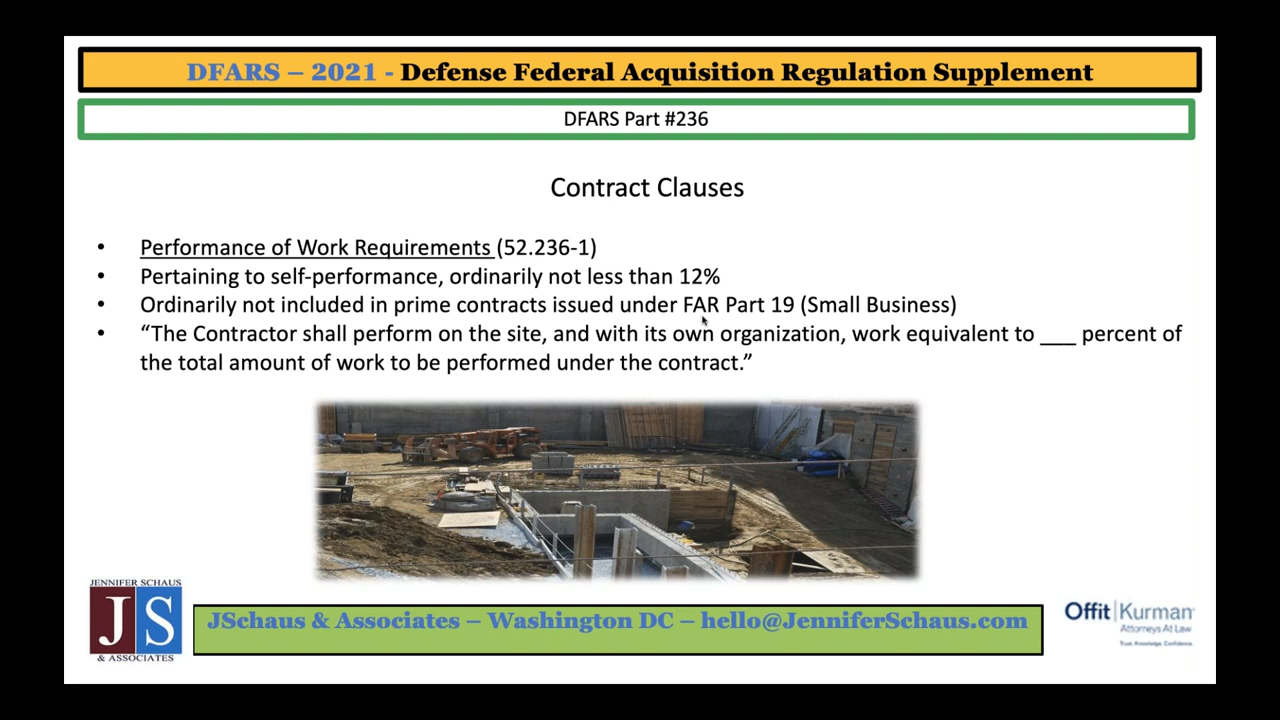 DFARS – 2021 - Defense Federal Acquisition Regulation Supplement
DFARS Part #236
Contract Clauses
• Performance of Work Requirements (52.236-1)
• Pertaining to self-performance, ordinarily not less than 12%
• Ordinarily not included in prime contracts issued under FAR Part 19 (Small Business)
• “The Contractor shall perform on the site, and with its own organization, work equivalent to ___ percent of
the total amount of work to be performed under the contract.”
JENNIFER SCHAUS
JS
& ASSOCIATES
JSchaus & Associates – Washington DC – hello@JenniferSchaus.com
Offit|Kurman
Attorneys At Law
Trust. Knowledge. Confidence.